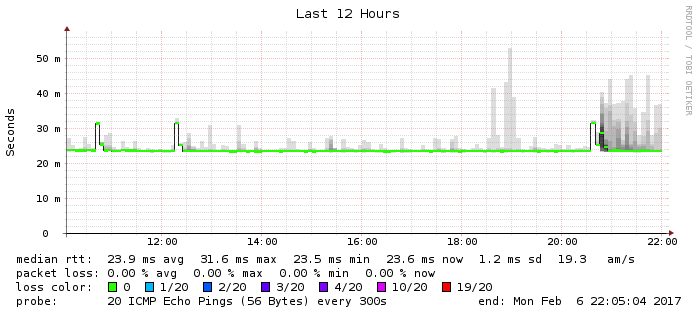 Last 12 Hours
RRDTOOL / TOBI OETIKER
Seconds
50 m
40 m
30 m
20 m
10 m
0
12:00 14:00 16:00 18:00 20:00 22:00
median rtt: 23.9 ms avg 31.6 ms max 23.5 ms min 23.6 ms now 1.2 ms sd 19.3 am/s
packet loss: 0.00 % avg 0.00 % max 0.00 % min 0.00 % now
loss color: 0 1/20 2/20 3/20 4/20 10/20 19/20
probe: 20 ICMP Echo Pings (56 Bytes) every 300s end: Mon Feb 6 22:05:04 2017